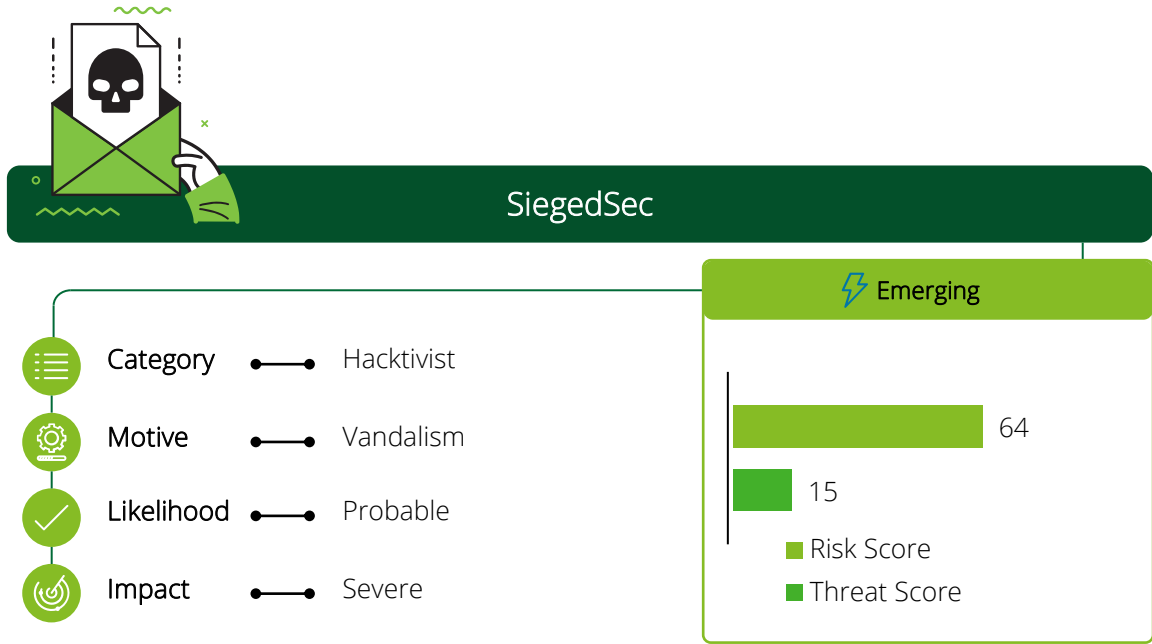 SiegedSec
Emerging
Category Hacktivist
Motive Vandalism
Likelihood Probable
Impact Severe
64
15
Risk Score
Threat Score